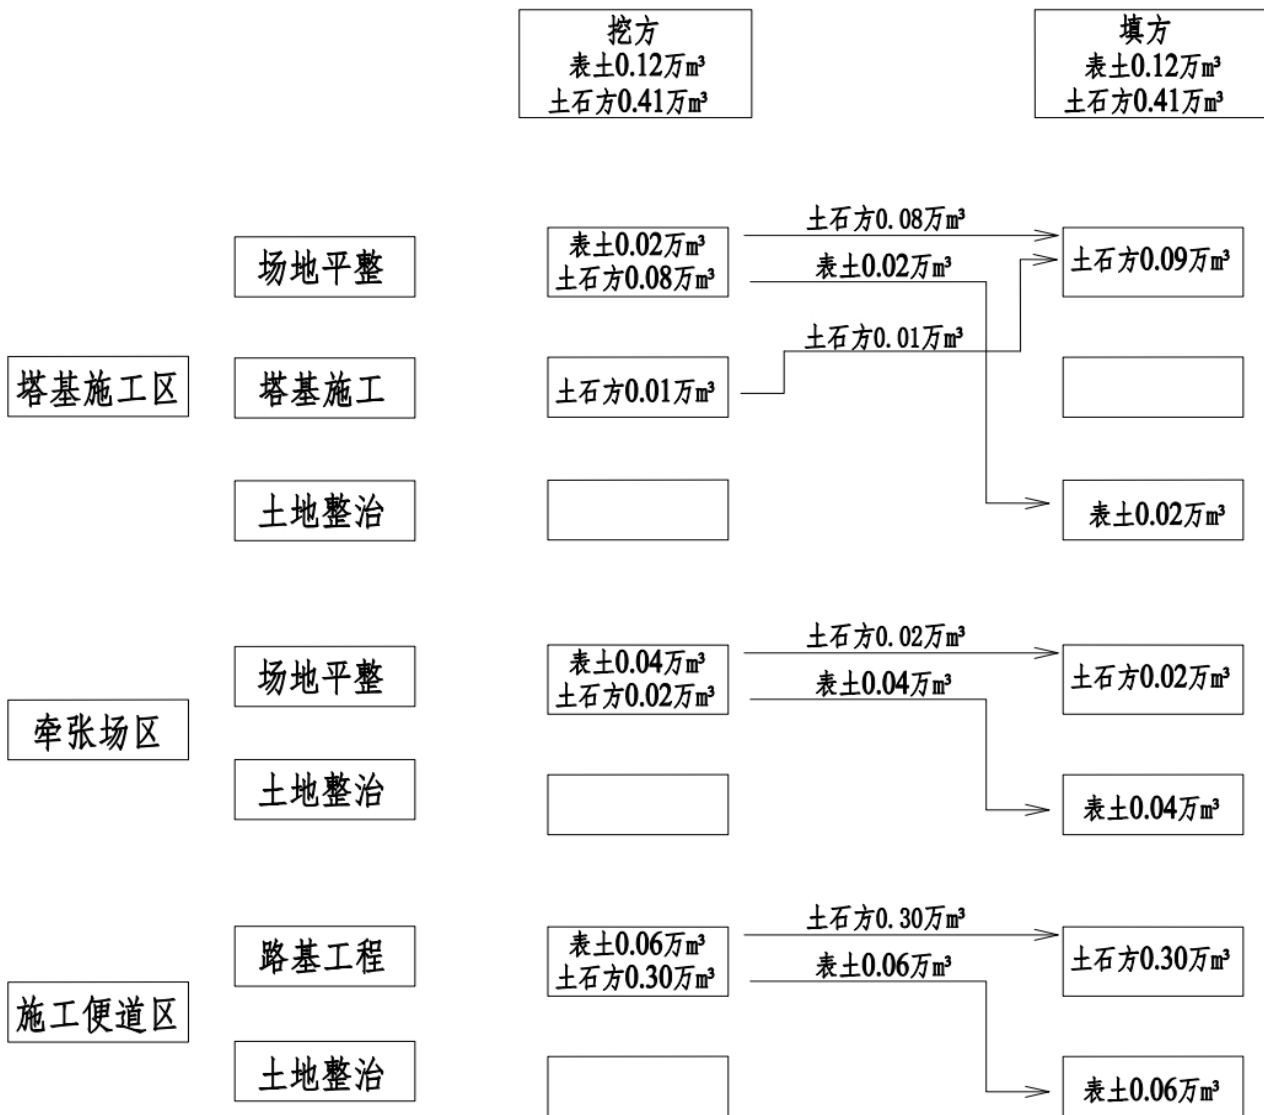 挖方
表土0.12万m³
土石方0.41万m³
填方
表土0.12万m³
土石方0.41万m³
塔基施工区
场地平整
表土0.02万m³
土石方0.08万m³
土石方0.08万m³
表土0.02万m³
土石方0.09万m³
塔基施工
土石方0.01万m³
土石方0.01万m³
土地整治
表土0.02万m³
牵张场区
场地平整
表土0.04万m³
土石方0.02万m³
土石方0.02万m³
表土0.04万m³
土石方0.02万m³
土地整治
表土0.04万m³
施工便道区
路基工程
表土0.06万m³
土石方0.30万m³
土石方0.30万m³
表土0.06万m³
土石方0.30万m³
土地整治
表土0.06万m³